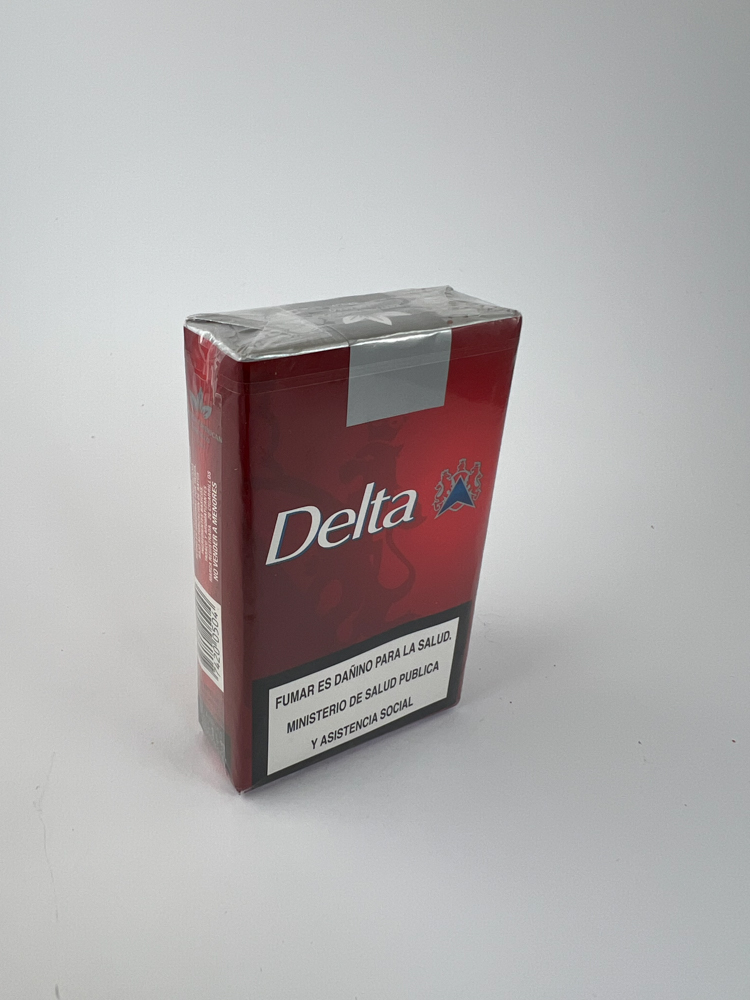 Delta
FUMAR ES DAÑINO PARA LA SALUD.
MINISTERIO DE SALUD PUBLICA
Y ASISTENCIA SOCIAL
NO VENDER A MENORES